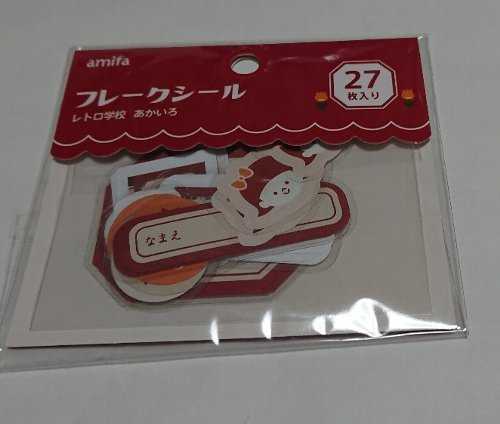 amifa
フレークシール
レトロ学校 あかいろ
27
枚入り
なまえ